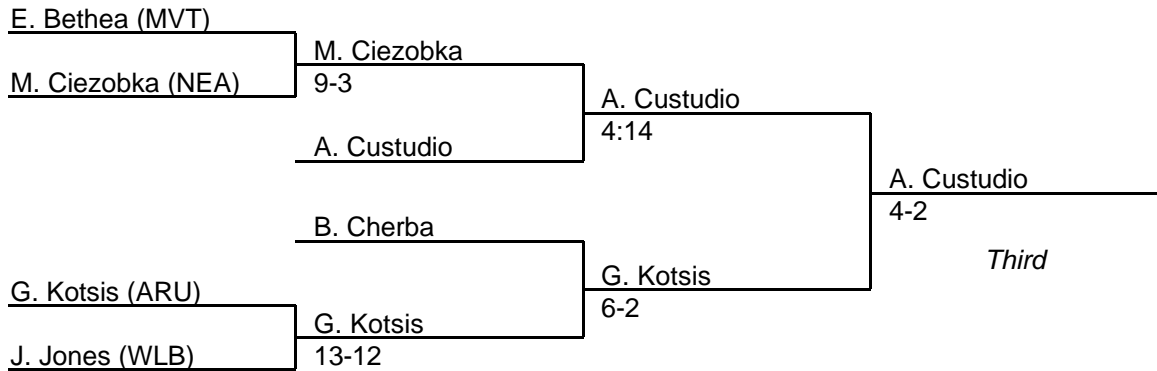 E. Bethea (MVT)
M. Ciezobka
M. Ciezobka (NEA)
9-3
A. Custudio
4:14
A. Custudio
A. Custudio
4-2
B. Cherba
Third
G. Kotsis
G. Kotsis (ARU)
6-2
G. Kotsis
J. Jones (WLB)
13-12